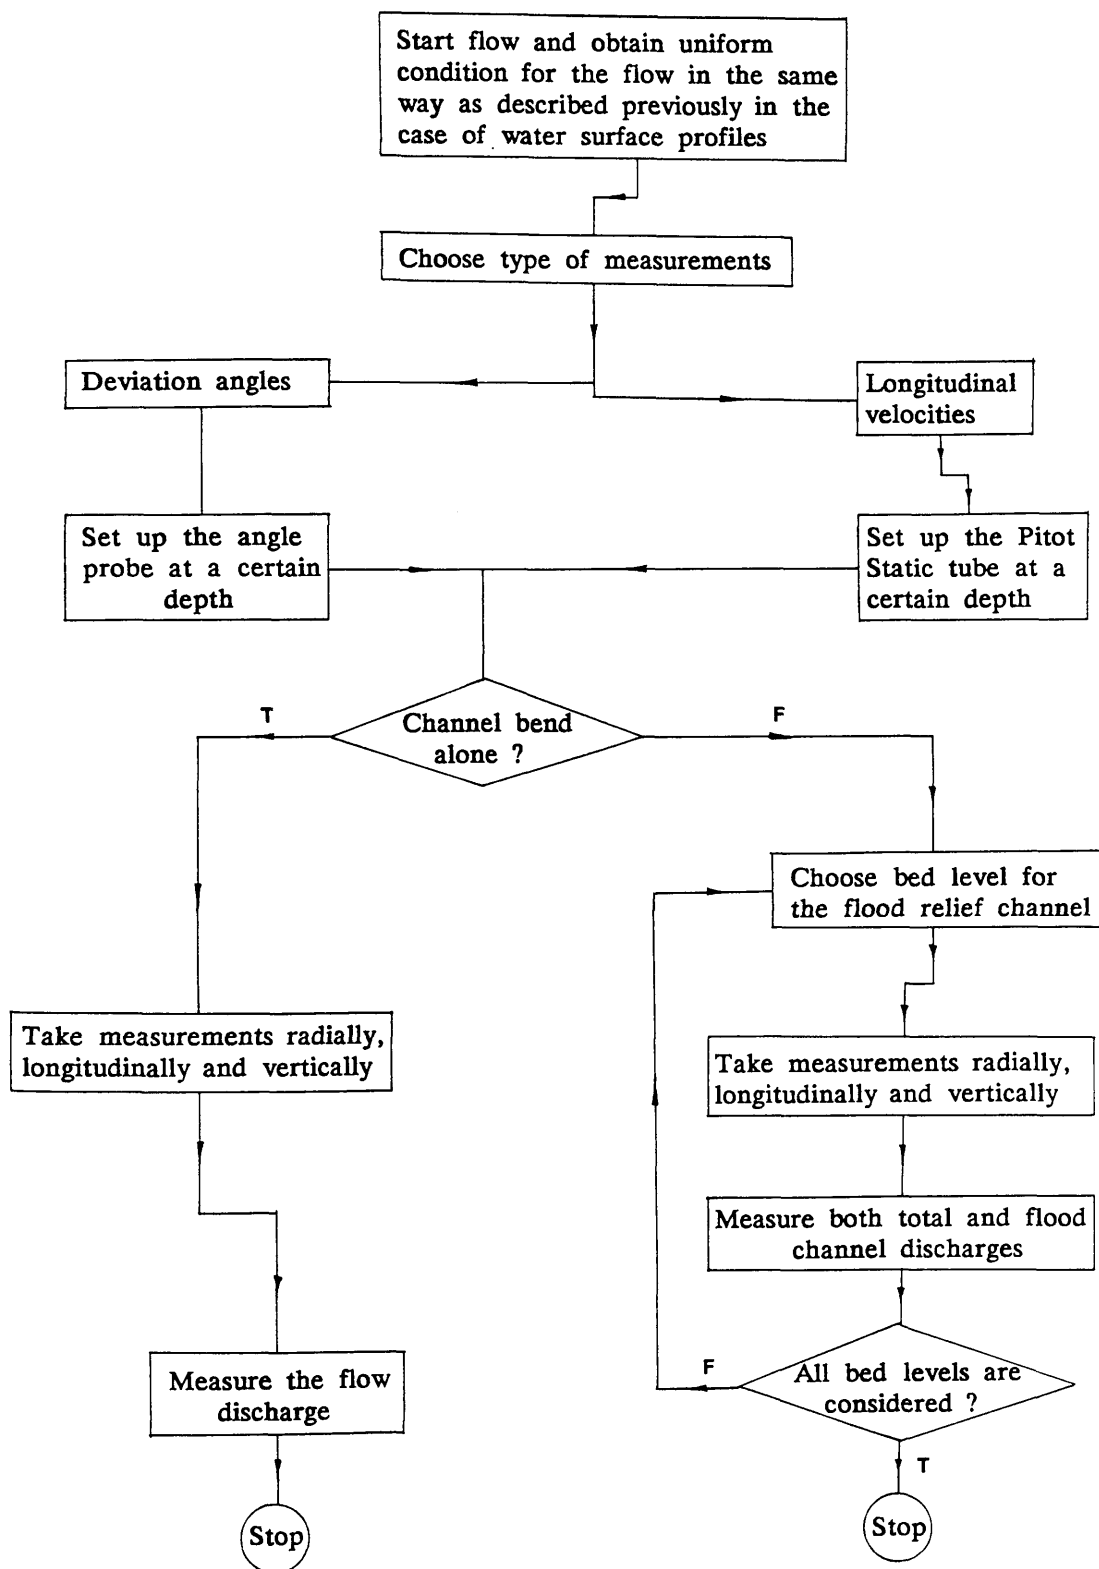 Start flow and obtain uniform
condition for the flow in the same
way as described previously in the
case of water surface profiles
Choose type of measurements
Deviation angles
Longitudinal
velocities
Set up the angle
probe at a certain
depth
Set up the Pitot
Static tube at a
certain depth
Channel bend
alone ?
T
F
Choose bed level for
the flood relief channel
Take measurements radially,
longitudinally and vertically
Take measurements radially,
longitudinally and vertically
Measure both total and flood
channel discharges
Measure the flow
discharge
All bed levels are
considered ?
F
T
Stop
Stop